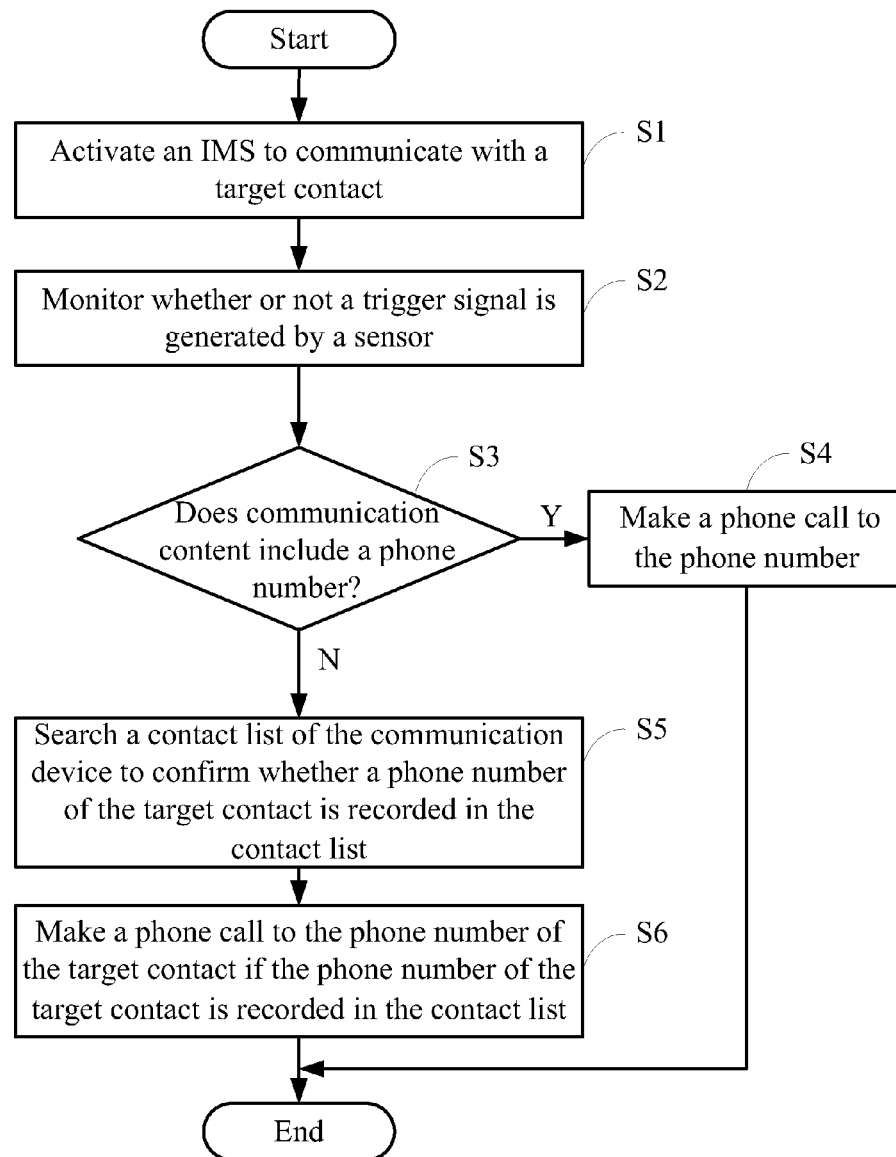 Start
Activate an IMS to communicate with a
target contact
S1
Monitor whether or not a trigger signal is
generated by a sensor
S2
Does communication
content include a phone
number?
S3
Y
Make a phone call to
the phone number
S4
N
Search a contact list of the communication
device to confirm whether a phone number
of the target contact is recorded in the
contact list
S5
Make a phone call to the phone number of
the target contact if the phone number of the
target contact is recorded in the contact list
S6
End